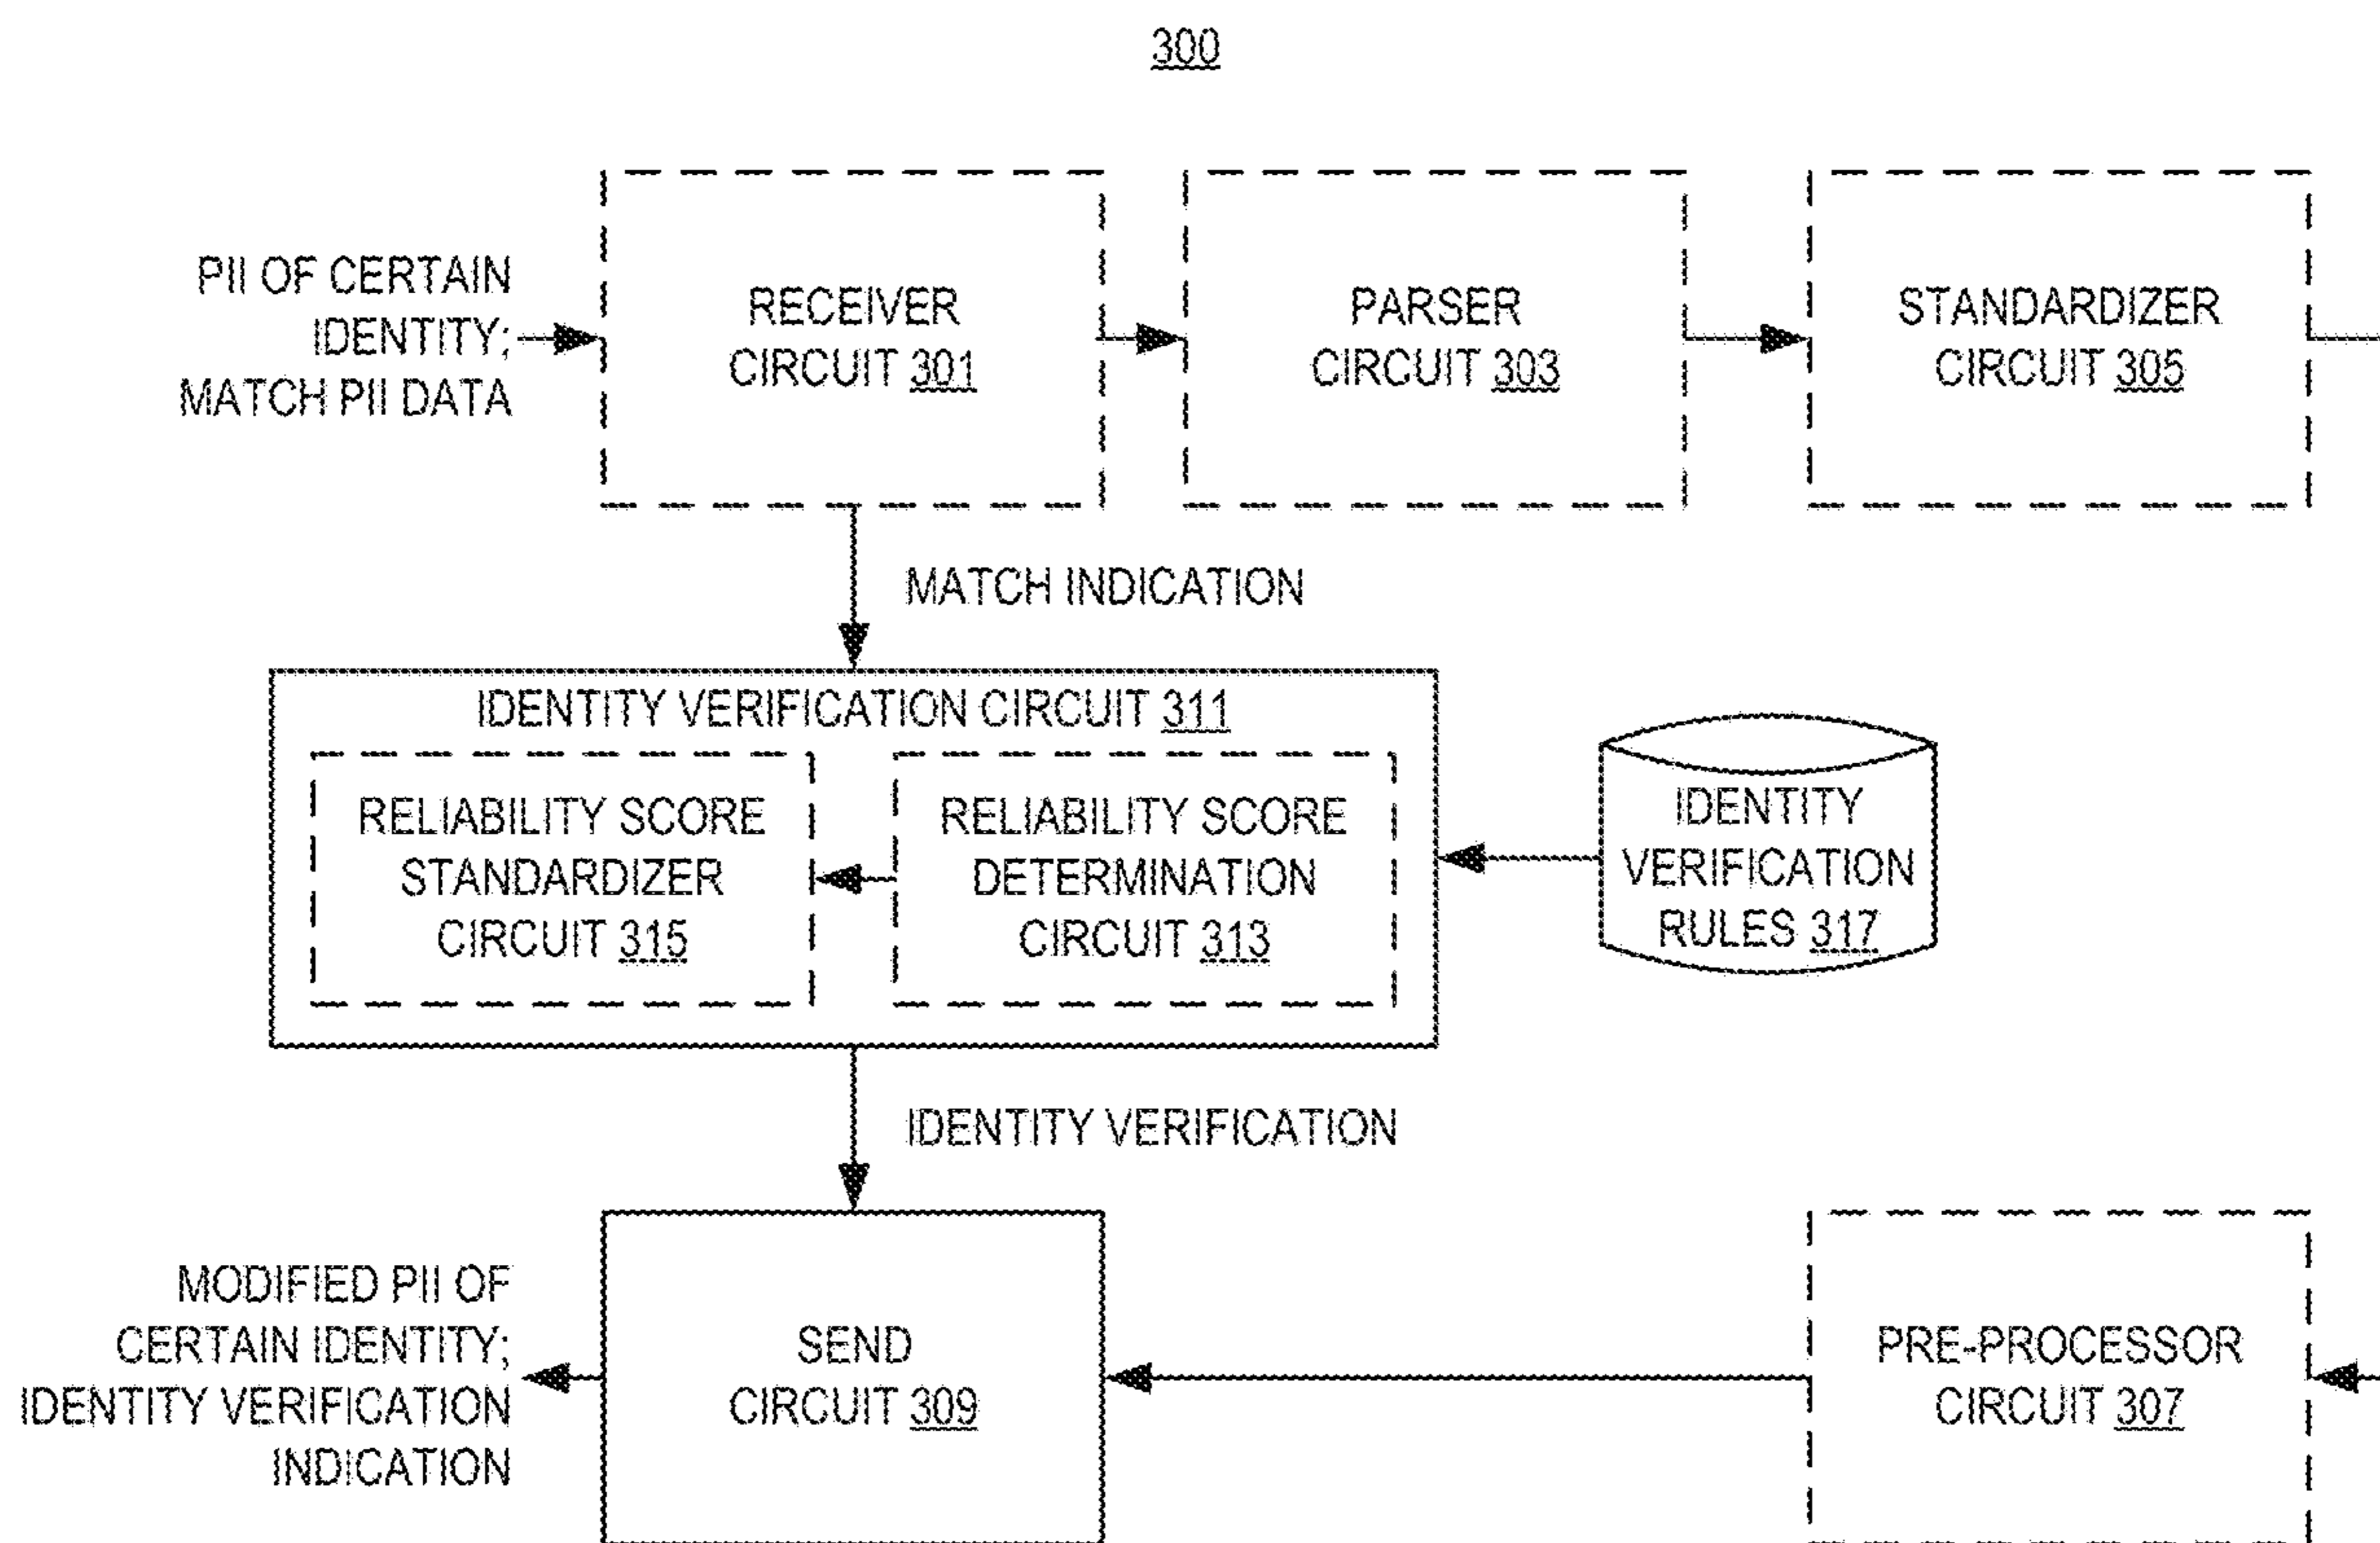 300
PII OF CERTAIN
IDENTITY;
MATCH PII DATA
RECEIVER
CIRCUIT 301
PARSER
CIRCUIT 303
STANDARDIZER
CIRCUIT 305
MATCH INDICATION
IDENTITY VERIFICATION CIRCUIT 311
RELIABILITY SCORE
STANDARDIZER
CIRCUIT 315
RELIABILITY SCORE
DETERMINATION
CIRCUIT 313
IDENTITY
VERIFICATION
RULES 317
IDENTITY VERIFICATION
MODIFIED PII OF
CERTAIN IDENTITY;
IDENTITY VERIFICATION
INDICATION
SEND
CIRCUIT 309
PRE-PROCESSOR
CIRCUIT 307